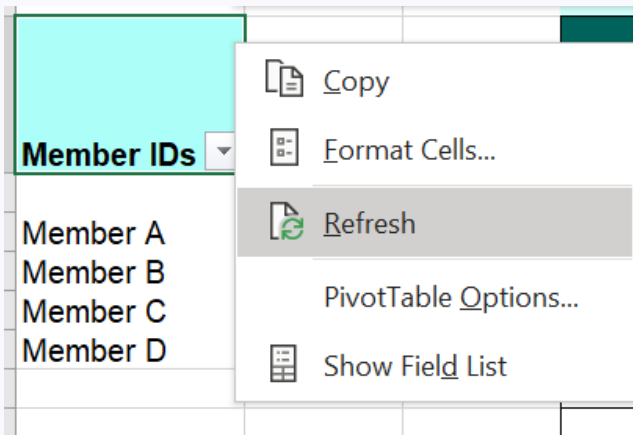 Member IDs
Member A
Member B
Member C
Member D
Copy
Format Cells...
Refresh
PivotTable Options...
Show Field List